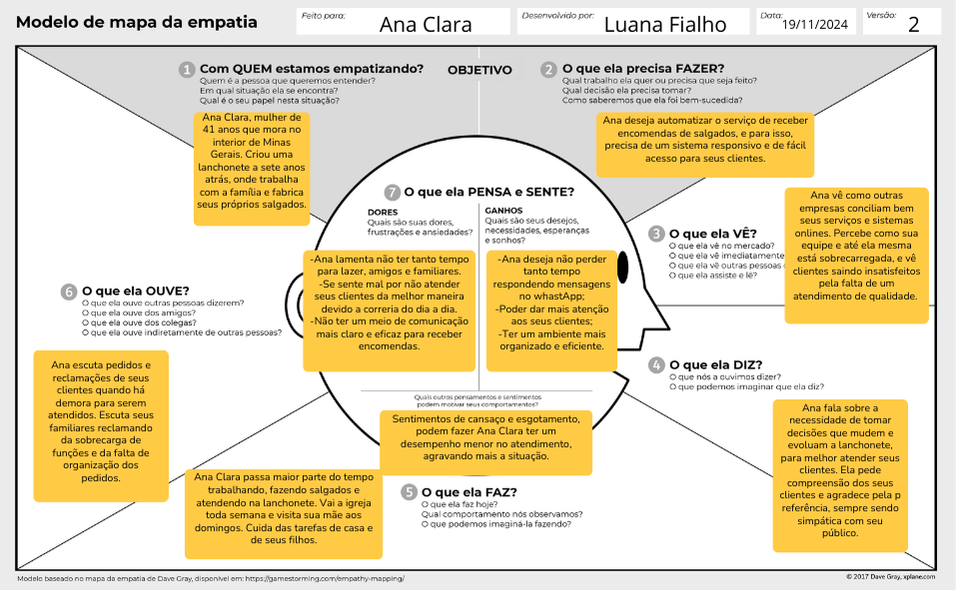 Modelo de mapa da empatia
Feito para:
Ana Clara
Desenvolvido por:
Luana Fialho
Data:
19/11/2024
Versão:
2
1 Com QUEM estamos empatizando?
Quem é a pessoa que queremos entender?
Em qual situação ela se encontra?
Qual é o seu papel nesta situação?
Ana Clara, mulher de
41 anos que mora no
interior de Minas
Gerais. Criou uma
lanchonete a sete anos
atrás, onde trabalha
com a família e fabrica
seus próprios salgados.
OBJETIVO
2 O que ela precisa FAZER?
Qual trabalho ela quer ou precisa que seja feito?
Qual decisão ela precisa tomar?
Como saberemos que ela foi bem-sucedida?
Ana deseja automatizar o serviço de receber
encomendas de salgados, e para isso,
precisa de um sistema responsivo e de fácil
acesso para seus clientes.
3 O que ela VÊ?
O que ela vê no mercado?
O que ela vê imediatamente
O que ela vê outras pessoas
O que ela assiste e lê?
Ana vê como outras
empresas conciliam bem
seus serviços e sistemas
onlines. Percebe como sua
equipe e até ela mesma
está sobrecarregada, e vê
clientes saindo insatisfeitos
pela falta de um
atendimento de qualidade.
4 O que ela DIZ?
O que nós a ouvimos dizer?
O que podemos imaginar que ela diz?
Ana fala sobre a
necessidade de tomar
decisões que mudem e
evoluam a lanchonete,
para melhor atender seus
clientes. Ela pede
compreensão dos seus
clientes e agradece pela p
referência, sempre sendo
simpática com seu
público.
5 O que ela FAZ?
O que ela faz hoje?
Qual comportamento nós observamos?
O que podemos imaginá-la fazendo?
Ana Clara passa maior parte do tempo
trabalhando, fazendo salgados e
atendendo na lanchonete. Vai a igreja
toda semana e visita sua mãe aos
domingos. Cuida das tarefas de casa e
de seus filhos.
6 O que ela OUVE?
O que ela ouve outras pessoas dizerem?
O que ela ouve dos amigos?
O que ela ouve dos colegas?
O que ela ouve indiretamente de outras pessoas?
Ana escuta pedidos e
reclamações de seus
clientes quando há
demora para serem
atendidos. Escuta seus
familiares reclamando
da sobrecarga de
funções e da falta de
organização dos
pedidos.
7 O que ela PENSA e SENTE?
DORES
Quais são suas dores,
frustrações e ansiedades?
-Ana lamenta não ter tanto tempo
para lazer, amigos e familiares.
-Se sente mal por não atender
seus clientes da melhor maneira
devido a correria do dia a dia.
-Não ter um meio de comunicação
mais claro e eficaz para receber
encomendas.
GANHOS
Quais são seus desejos,
necessidades, esperanças
e sonhos?
-Ana deseja não perder
tanto tempo
respondendo mensagens
no whastApp;
-Poder dar mais atenção
aos seus clientes;
-Ter um ambiente mais
organizado e eficiente.
Quais outros pensamentos e sentimentos
podem motivar seus comportamentos?
Sentimentos de cansaço e esgotamento,
podem fazer Ana Clara ter um
desempenho menor no atendimento,
agravando mais a situação.
Modelo baseado no mapa da empatia de Dave Gray, disponível em: https://gamestorming.com/empathy-mapping/
© 2017 Dave Gray, xplane.com